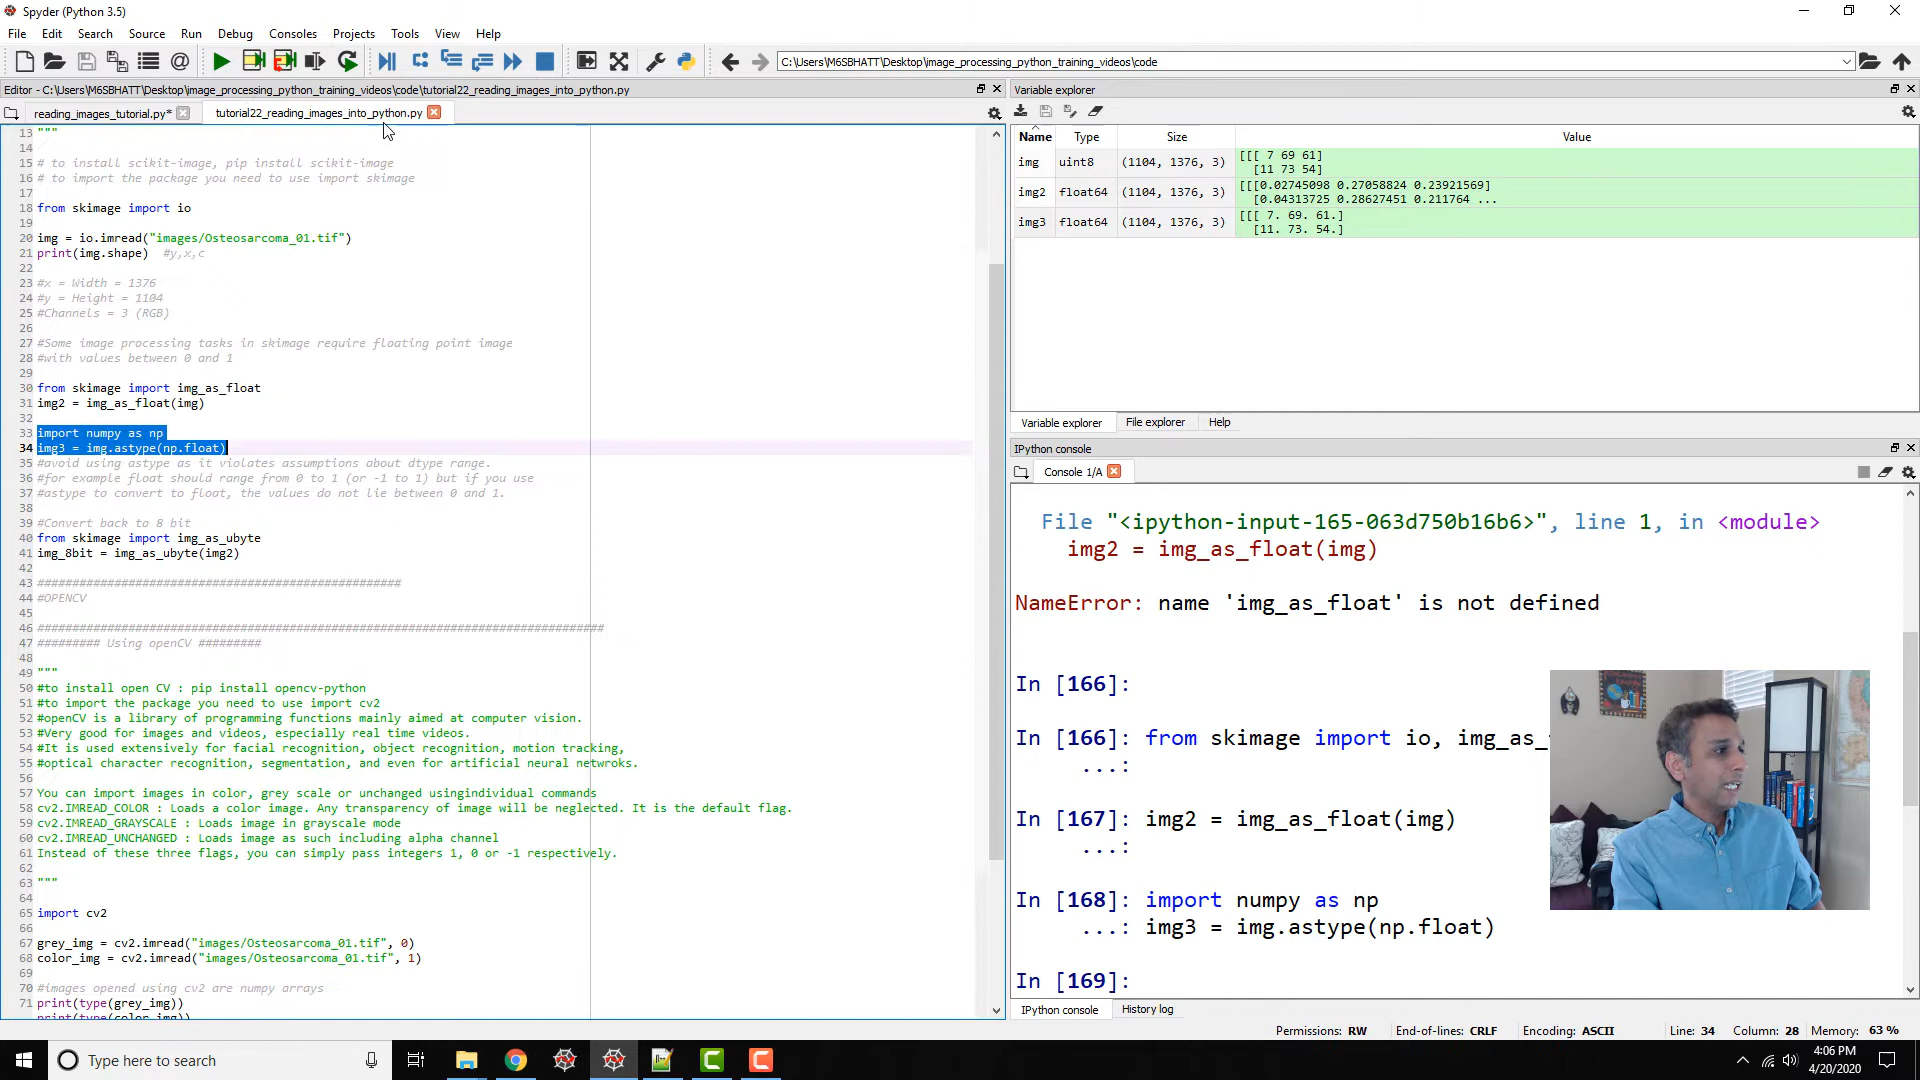 Spyder (Python 3.5)
File Edit Search Source Run Debug Consoles Projects Tools View Help
C:\Users\M6SBHATT\Desktop\image_processing_python_training_videos\code
Editor - C:\Users\M6SBHATT\Desktop\image_processing_python_training_videos\code\tutorial22_reading_images_into_python.py
reading_images_tutorial.py* tutorial22_reading_images_into_python.py
13 """
14
15 # to install scikit-image, pip install scikit-image
16 # to import the package you need to use import skimage
17
18 from skimage import io
19
20 img = io.imread("images/Osteosarcoma_01.tif")
21 print(img.shape)  #y,x,c
22
23 #x = Width = 1376
24 #y = Height = 1104
25 #Channels = 3 (RGB)
26
27 #Some image processing tasks in skimage require floating point image
28 #with values between 0 and 1
29
30 from skimage import img_as_float
31 img2 = img_as_float(img)
32
33 import numpy as np
34 img3 = img.astype(np.float)
35 #avoid using astype as it violates assumptions about dtype range.
36 #for example float should range from 0 to 1 (or -1 to 1) but if you use
37 #astype to convert to float, the values do not lie between 0 and 1.
38
39 #Convert back to 8 bit
40 from skimage import img_as_ubyte
41 img_8bit = img_as_ubyte(img2)
42
43 ####################################################
44 #OPENCV
45
46 #################################################################################
47 ######### Using openCV #########
48
49 """
50 #to install open CV : pip install opencv-python
51 #to import the package you need to use import cv2
52 #openCV is a library of programming functions mainly aimed at computer vision.
53 #Very good for images and videos, especially real time videos.
54 #It is used extensively for facial recognition, object recognition, motion tracking,
55 #optical character recognition, segmentation, and even for artificial neural netwroks.
56
57 You can import images in color, grey scale or unchanged usingindividual commands
58 cv2.IMREAD_COLOR : Loads a color image. Any transparency of image will be neglected. It is the default flag.
59 cv2.IMREAD_GRAYSCALE : Loads image in grayscale mode
60 cv2.IMREAD_UNCHANGED : Loads image as such including alpha channel
61 Instead of these three flags, you can simply pass integers 1, 0 or -1 respectively.
62
63 """
64
65 import cv2
66
67 grey_img = cv2.imread("images/Osteosarcoma_01.tif", 0)
68 color_img = cv2.imread("images/Osteosarcoma_01.tif", 1)
69
70 #images opened using cv2 are numpy arrays
71 print(type(grey_img))
print(type(color_img))
Variable explorer
Name Type Size Value
img uint8 (1104, 1376, 3) [[[ 7 69 61]
[11 73 54]
img2 float64 (1104, 1376, 3) [[[0.02745098 0.27058824 0.23921569]
[0.04313725 0.28627451 0.211764 ...
img3 float64 (1104, 1376, 3) [[[ 7. 69. 61.]
[11. 73. 54.]
Variable explorer File explorer Help
IPython console
Console 1/A
File "<ipython-input-165-063d750b16b6>", line 1, in <module>
img2 = img_as_float(img)
NameError: name 'img_as_float' is not defined
In [166]:
In [166]: from skimage import io, img_as_
...:
In [167]: img2 = img_as_float(img)
...:
In [168]: import numpy as np
...: img3 = img.astype(np.float)
In [169]:
IPython console History log
Permissions: RW End-of-lines: CRLF Encoding: ASCII Line: 34 Column: 28 Memory: 63 %
Type here to search
4:06 PM
4/20/2020